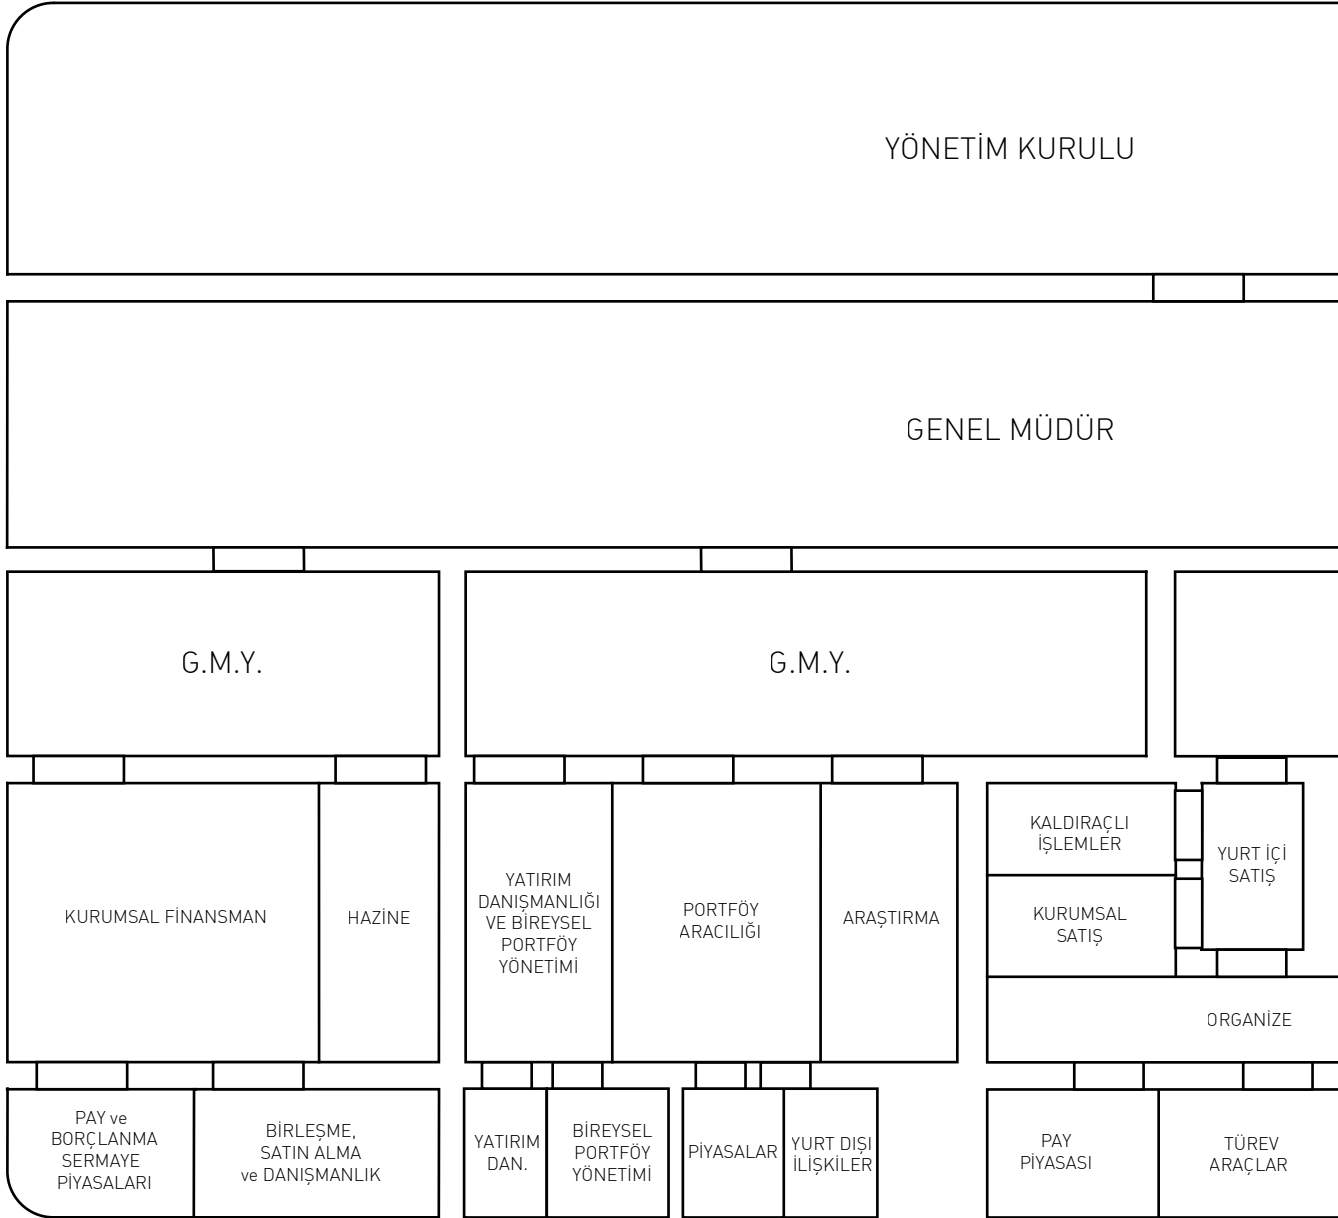 YÖNETİM KURULU
GENEL MÜDÜR
G.M.Y.
G.M.Y.
KURUMSAL FİNANSMAN
HAZİNE
YATIRIM
DANIŞMANLIĞI
VE BİREYSEL
PORTFÖY
YÖNETİMİ
PORTFÖY
ARACILIĞI
ARAŞTIRMA
KALDIRAÇLI
İŞLEMLER
KURUMSAL
SATIŞ
YURT İÇİ
SATIŞ
ORGANİZE
PAY ve
BORÇLANMA
SERMAYE
PİYASALARI
BİRLEŞME,
SATIN ALMA
ve DANIŞMANLIK
YATIRIM
DAN.
BİREYSEL
PORTFÖY
YÖNETİMİ
PİYASALAR
YURT DIŞI
İLİŞKİLER
PAY
PİYASASI
TÜREV
ARAÇLAR